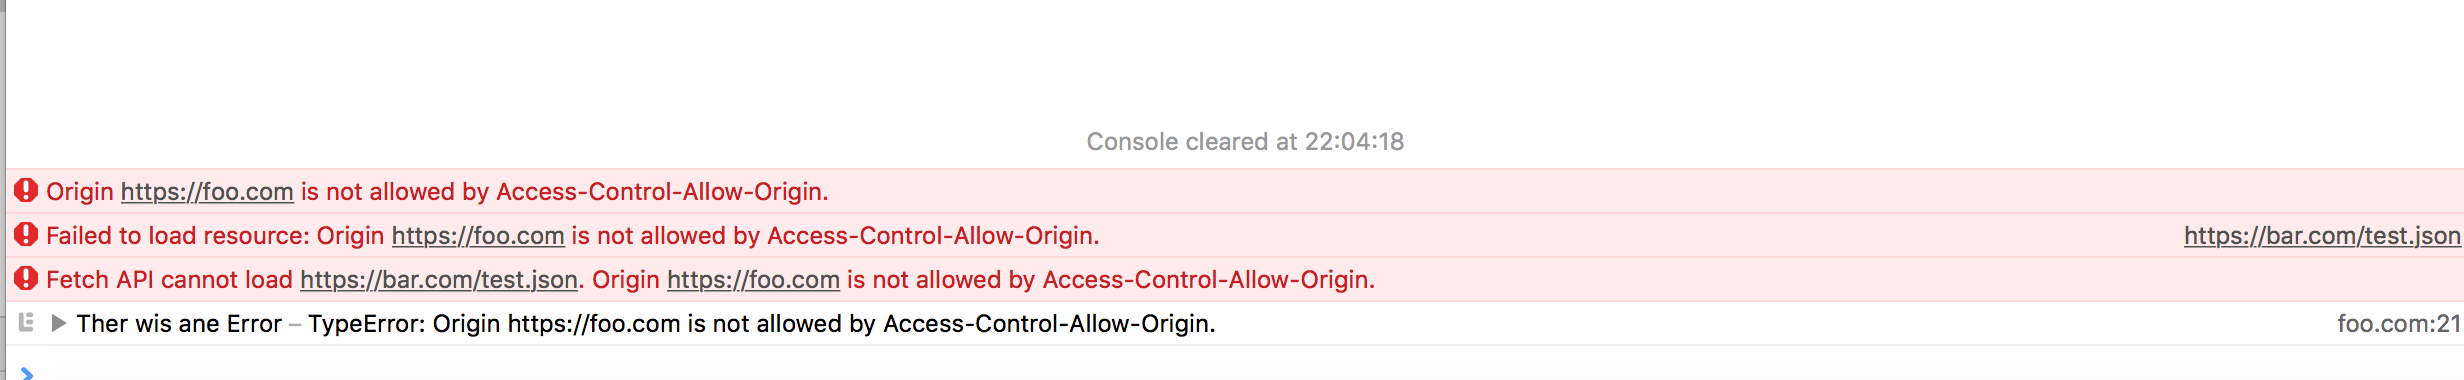 Console cleared at 22:04:18
Origin https://foo.com is not allowed by Access-Control-Allow-Origin.
Failed to load resource: Origin https://foo.com is not allowed by Access-Control-Allow-Origin. https://bar.com/test.json
Fetch API cannot load https://bar.com/test.json. Origin https://foo.com is not allowed by Access-Control-Allow-Origin.
Ther wis ane Error – TypeError: Origin https://foo.com is not allowed by Access-Control-Allow-Origin. foo.com:21